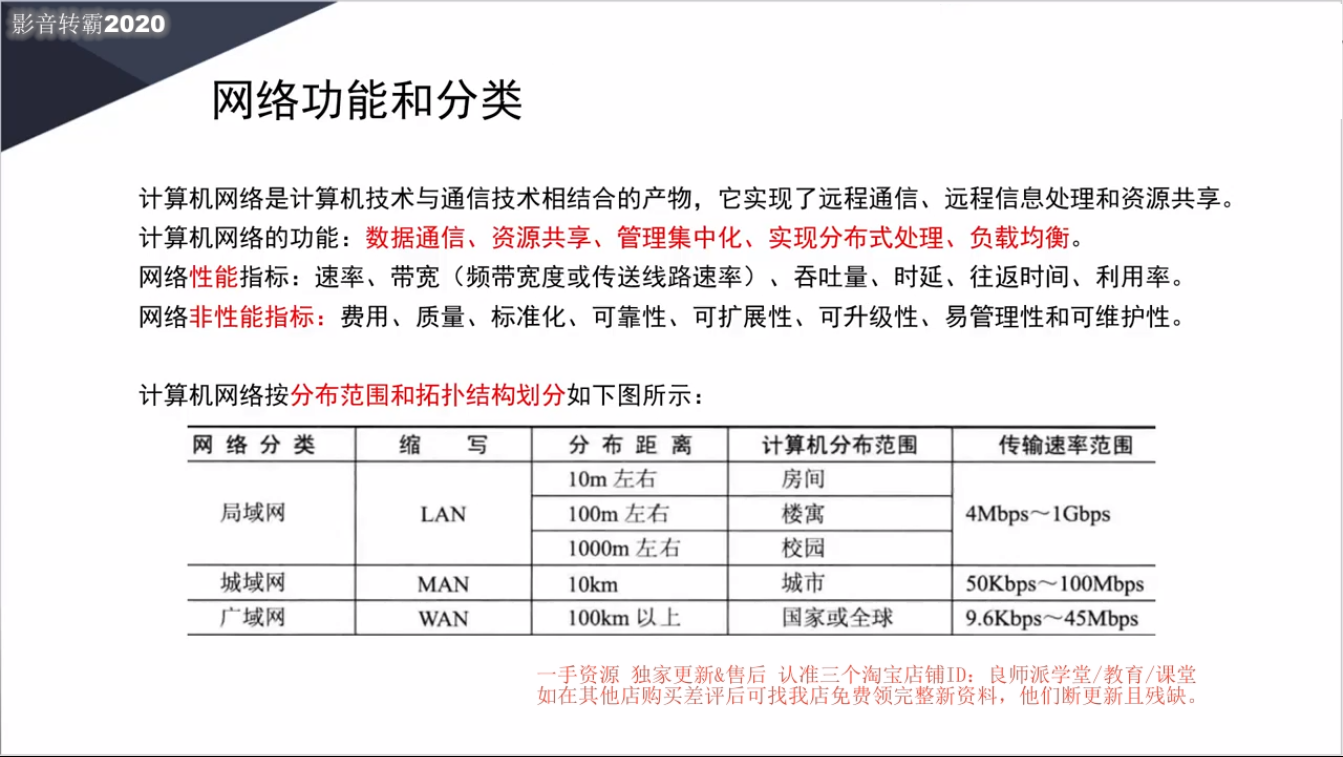 影音转霸2020
网络功能和分类
计算机网络是计算机技术与通信技术相结合的产物，它实现了远程通信、远程信息处理和资源共享。
计算机网络的功能：数据通信、资源共享、管理集中化、实现分布式处理、负载均衡。
网络性能指标：速率、带宽（频带宽度或传送线路速率）、吞吐量、时延、往返时间、利用率。
网络非性能指标：费用、质量、标准化、可靠性、可扩展性、可升级性、易管理性和可维护性。
计算机网络按分布范围和拓扑结构划分如下图所示：
网络分类 缩写 分布距离 计算机分布范围 传输速率范围
10m 左右 房间
局域网 LAN 100m 左右 楼寓 4Mbps～1Gbps
1000m 左右 校园
城域网 MAN 10km 城市 50Kbps～100Mbps
广域网 WAN 100km 以上 国家或全球 9.6Kbps～45Mbps
一手资源 独家更新&售后 认准三个淘宝店铺ID：良师派学堂/教育/课堂
如在其他店购买差评后可找我店免费领完整新资料，他们断更新且残缺。